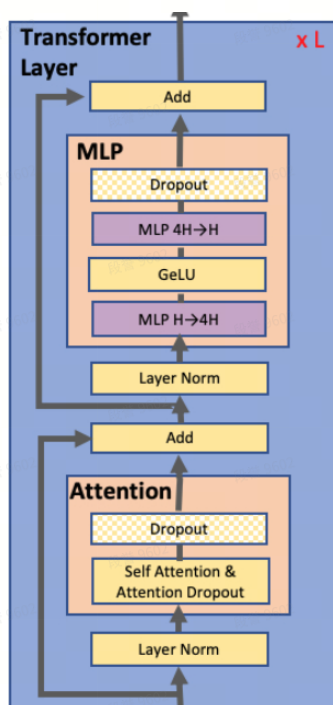 Transformer
Layer
x L
Add
MLP
Dropout
MLP 4H→H
GeLU
MLP H→4H
Layer Norm
Add
Attention
Dropout
Self Attention &
Attention Dropout
Layer Norm